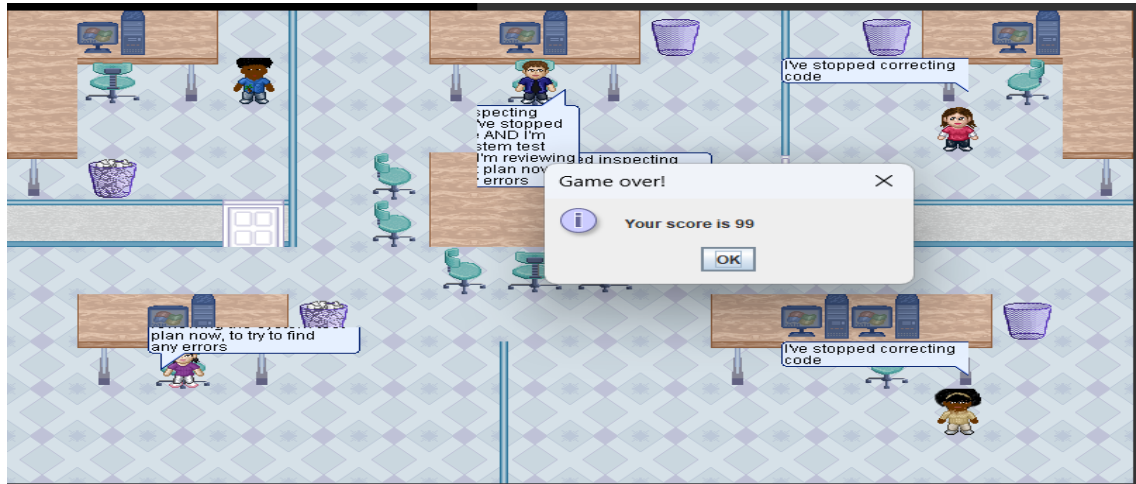 I've stopped correcting
code
specting
've stopped
AND I'm
stem test
I'm reviewing
plan now
errors
ed inspecting
Game over!
Your score is 99
OK
plan now, to try to find
any errors
I've stopped correcting
code